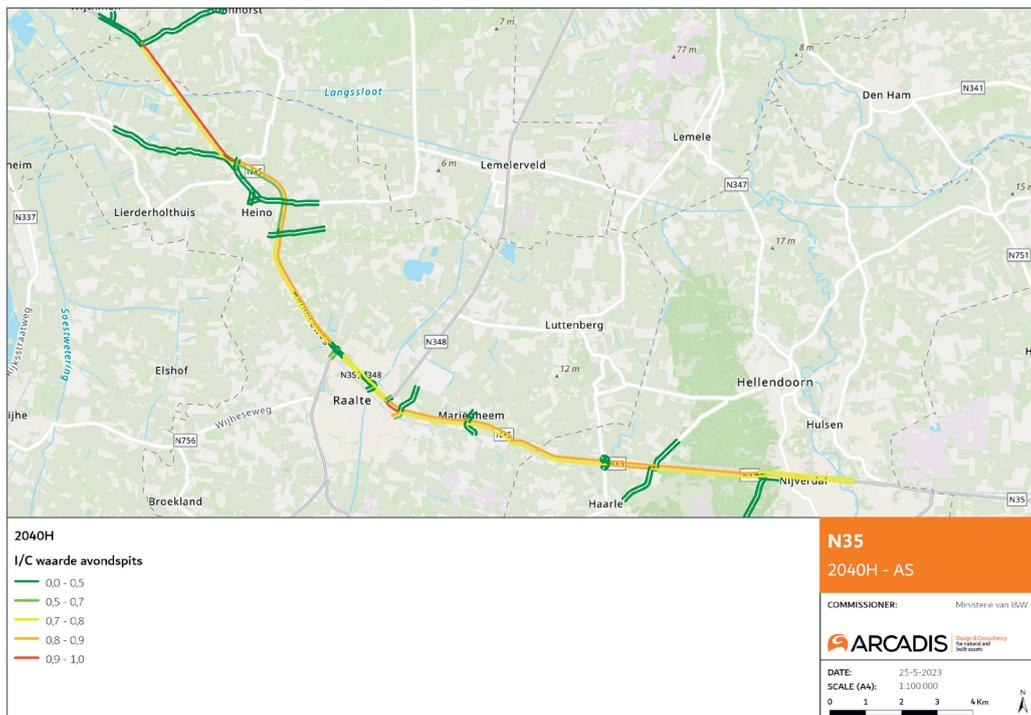 7 m
77 m
8 m
Langssloot
Den Ham
N341
Lemele
6 m
Lemelerveld
N347
15
N337
Lierderholthuis
Heino
17 m
N751
Soestwetering
Luttenberg
N348
12 m
Elshof
N348
Raalte
Hellendoorn
Wijheseweg
Mariënheem
Hulsen
N756
Nijverdal
Haarle
N35
Broekland
2040H
I/C waarde avondspits
0,0 - 0,5
0,5 - 0,7
0,7 - 0,8
0,8 - 0,9
0,9 - 1,0
N35
2040H - AS
COMMISSIONER: Ministerie van I&W
ARCADIS Design & Consultancy
for natural and
built assets
DATE: 25-5-2023
SCALE (A4): 1:100.000
N
0 1 2 3 4 Km